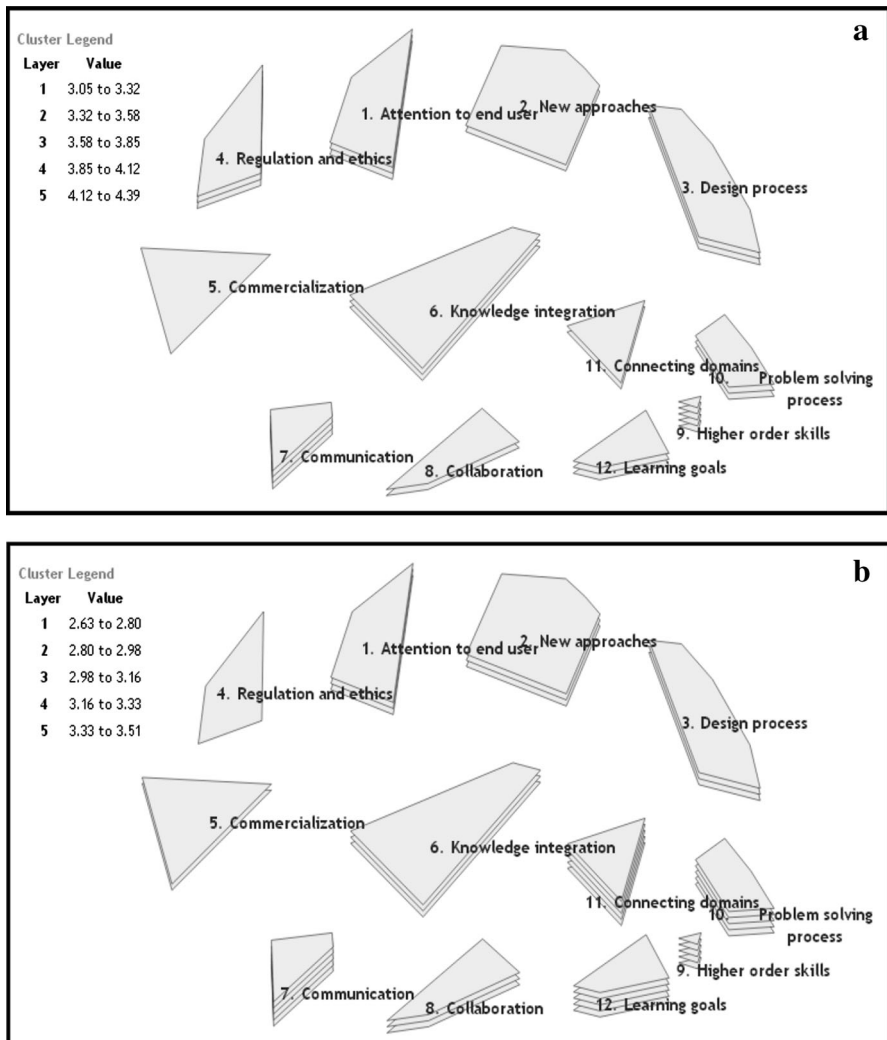 a
Cluster Legend
Layer Value
1 3.05 to 3.32
2 3.32 to 3.58
3 3.58 to 3.85
4 3.85 to 4.12
5 4.12 to 4.39
1. Attention to end user
2. New approaches
4. Regulation and ethics
3. Design process
5. Commercialization
6. Knowledge integration
11. Connecting domains
10. Problem solving
process
9. Higher order skills
7. Communication
8. Collaboration
12. Learning goals
b
Cluster Legend
Layer Value
1 2.63 to 2.80
2 2.80 to 2.98
3 2.98 to 3.16
4 3.16 to 3.33
5 3.33 to 3.51
1. Attention to end user
2. New approaches
4. Regulation and ethics
3. Design process
5. Commercialization
6. Knowledge integration
11. Connecting domains
10. Problem solving
process
9. Higher order skills
7. Communication
8. Collaboration
12. Learning goals